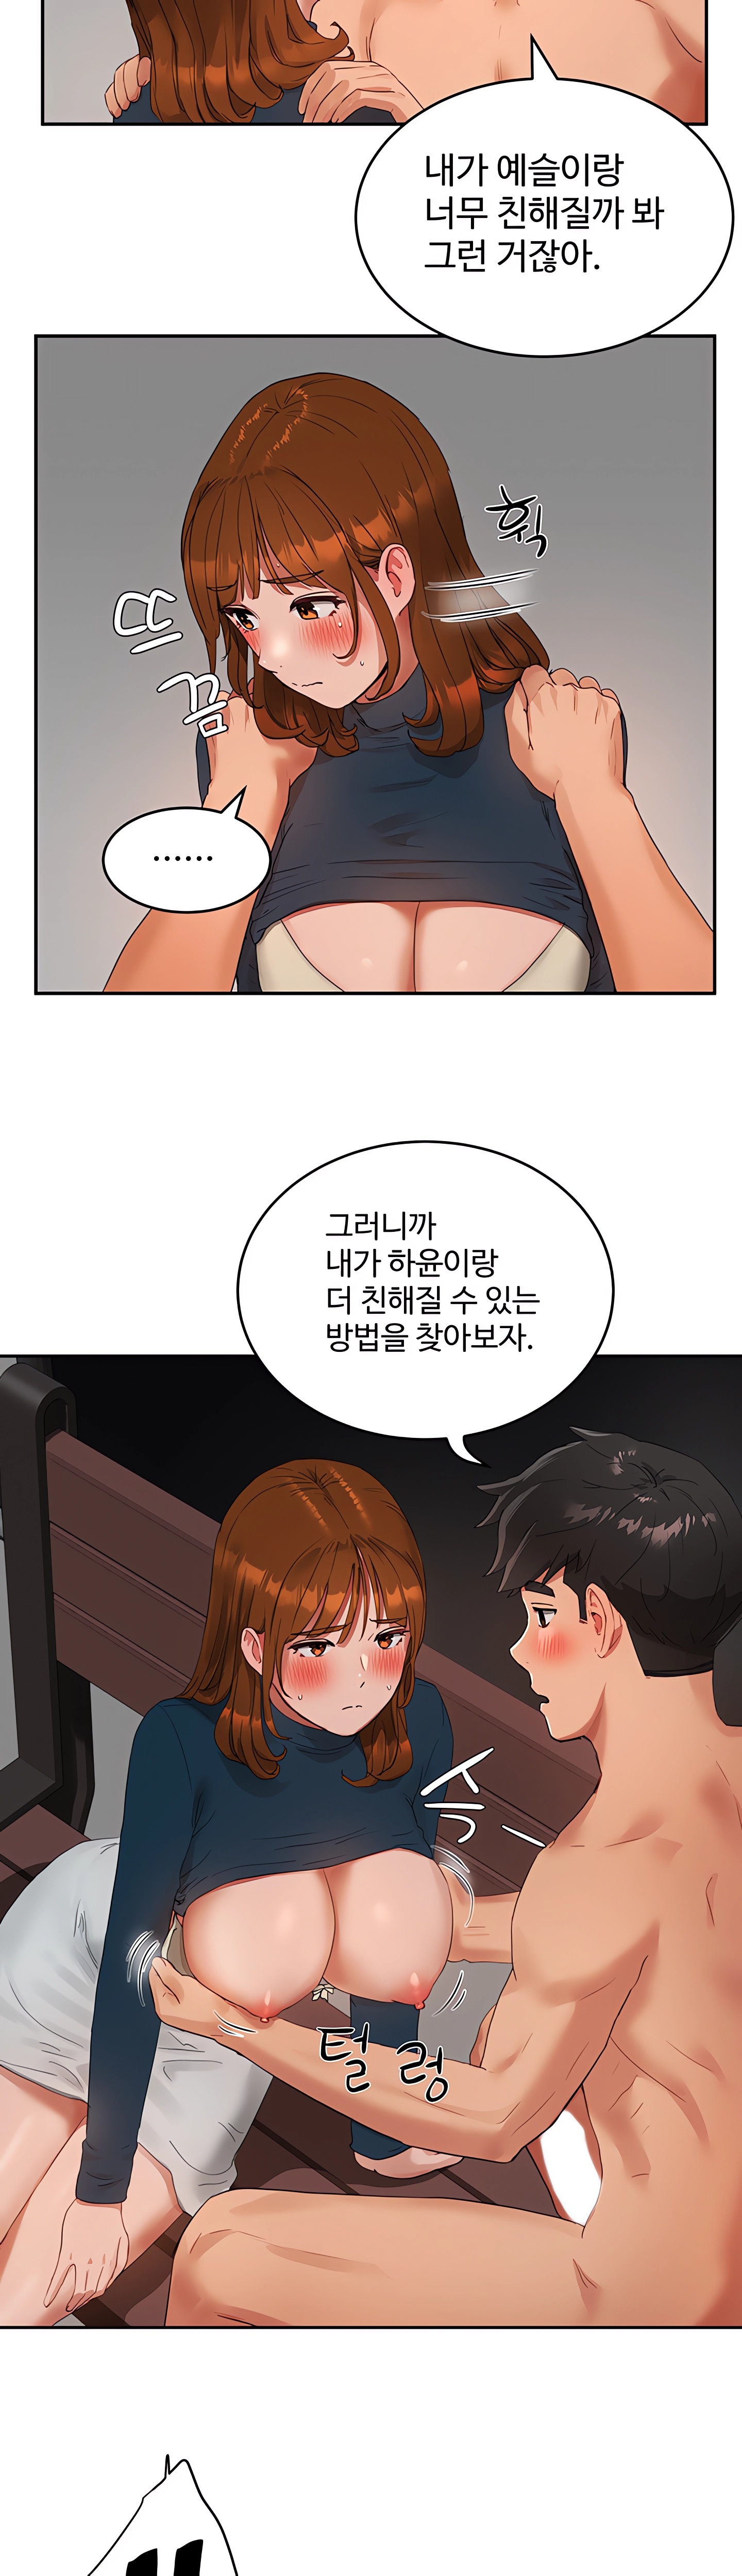 내가 예슬이랑
너무 친해질까 봐
그런 거잖아.
휙
뜨끔
······
그러니까
내가 하윤이랑
더 친해질 수 있는
방법을 찾아보자.
슥-
털렁